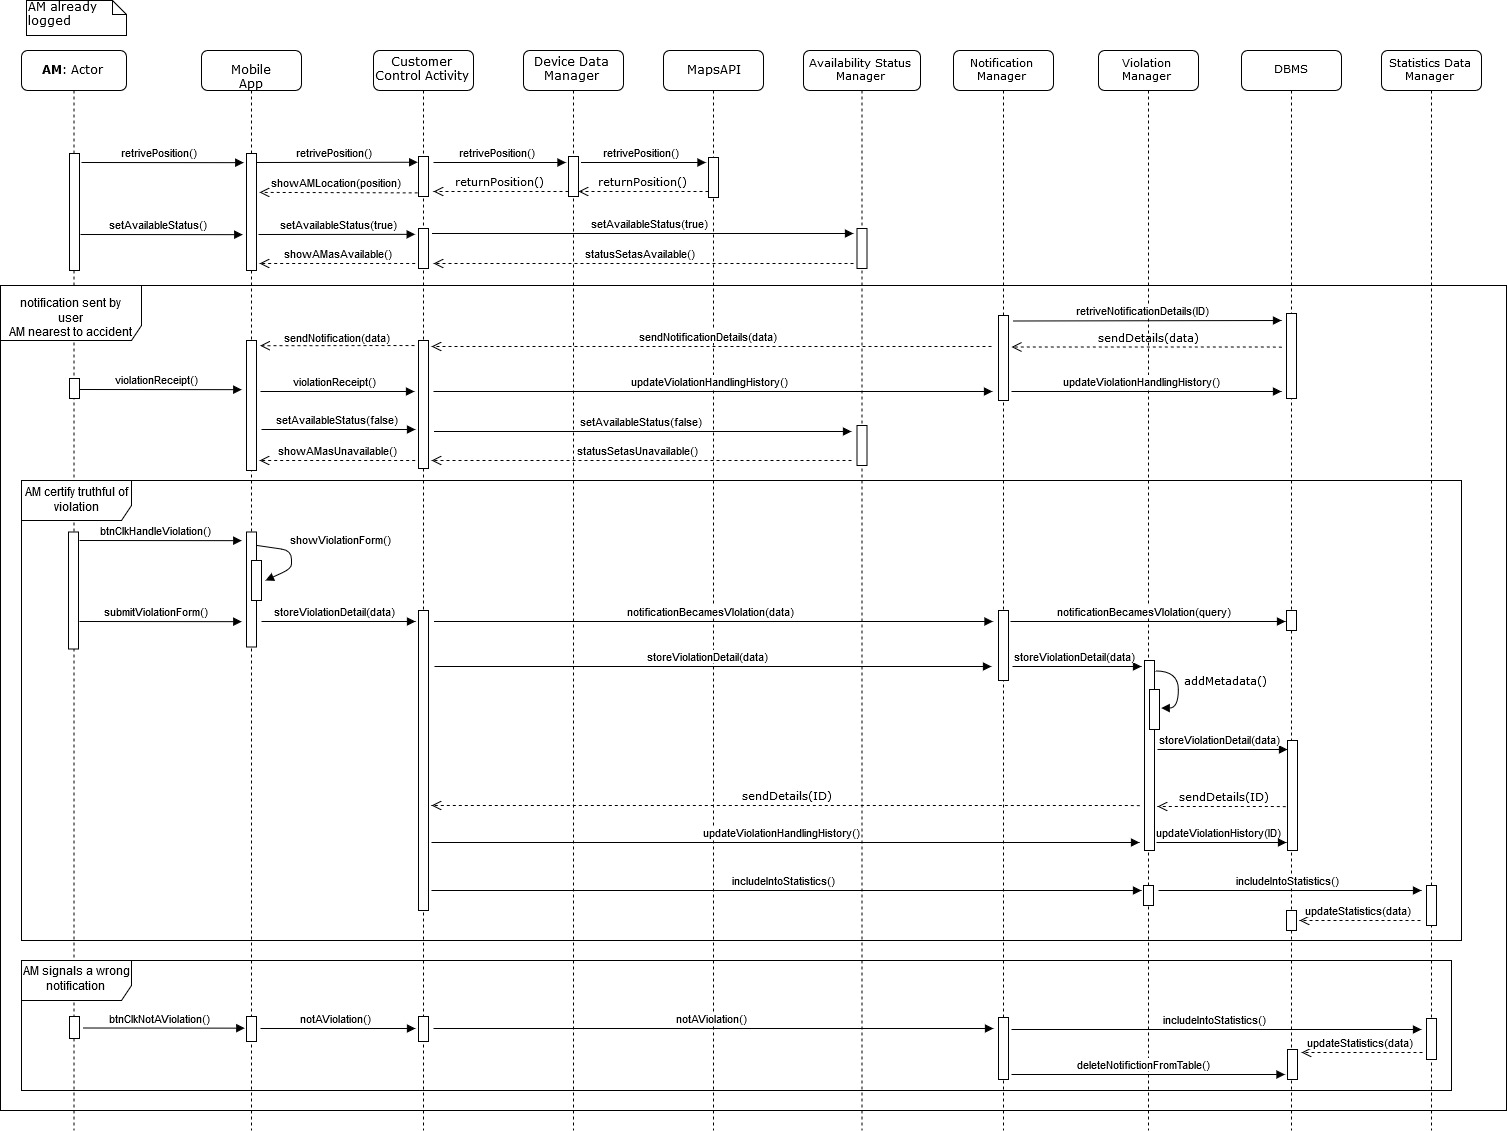 AM already
logged
AM: Actor
Mobile
App
Customer
Control Activity
Device Data
Manager
MapsAPI
Availability Status
Manager
Notification
Manager
Violation
Manager
DBMS
Statistics Data
Manager
retrivePosition()
retrivePosition()
retrivePosition()
retrivePosition()
showAMLocation(position)
returnPosition()
returnPosition()
setAvailableStatus()
setAvailableStatus(true)
setAvailableStatus(true)
showAMasAvailable()
statusSetasAvailable()
notification sent by
user
AM nearest to accident
retriveNotificationDetails(ID)
sendNotification(data)
sendNotificationDetails(data)
sendDetails(data)
violationReceipt()
violationReceipt()
updateViolationHandlingHistory()
updateViolationHandlingHistory()
setAvailableStatus(false)
setAvailableStatus(false)
showAMasUnavailable()
statusSetasUnavailable()
AM certify truthful of
violation
btnClkHandleViolation()
showViolationForm()
submitViolationForm()
storeViolationDetail(data)
notificationBecamesVIolation(data)
notificationBecamesVIolation(query)
storeViolationDetail(data)
storeViolationDetail(data)
addMetadata()
storeViolationDetail(data)
sendDetails(ID)
sendDetails(ID)
updateViolationHandlingHistory()
updateViolationHistory(ID)
includeIntoStatistics()
includeIntoStatistics()
updateStatistics(data)
AM signals a wrong
notification
btnClkNotAViolation()
notAViolation()
notAViolation()
includeIntoStatistics()
updateStatistics(data)
deleteNotifictionFromTable()